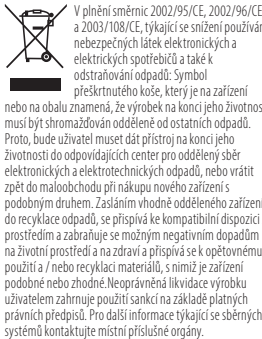 V plnění směrnic 2002/95/CE, 2002/96/CE
a 2003/108/CE, týkající se snížení používár
nebezpečných látek elektronických a
elektrických spotřebičů a také k
odstraňování odpadů: Symbol
přeškrtnutého koše, který je na zařízení
nebo na obalu znamená, že výrobek na konci jeho životnos
musí být shromažďován odděleně od ostatních odpadů.
Proto, bude uživatel muset dát přístroj na konci jeho
životnosti do odpovídajících center pro oddělený sběr
elektronických a elektrotechnických odpadů, nebo vrátit
zpět do maloobchodu při nákupu nového zařízení s
podobným druhem. Zasláním vhodně odděleného zařízení
do recyklace odpadů, se přispívá ke kompatibilní dispozici
prostředím a zabraňuje se možným negativním dopadům
na životní prostředí a na zdraví a přispívá se k opětovnému
použití a / nebo recyklaci materiálů, s nimiž je zařízení
podobné nebo zhodné.Neoprávněná likvidace výrobku
uživatelem zahrnuje použití sankcí na základě platných
právních předpisů. Pro další informace týkající se sběrných
systémů kontaktujte místní příslušné orgány.